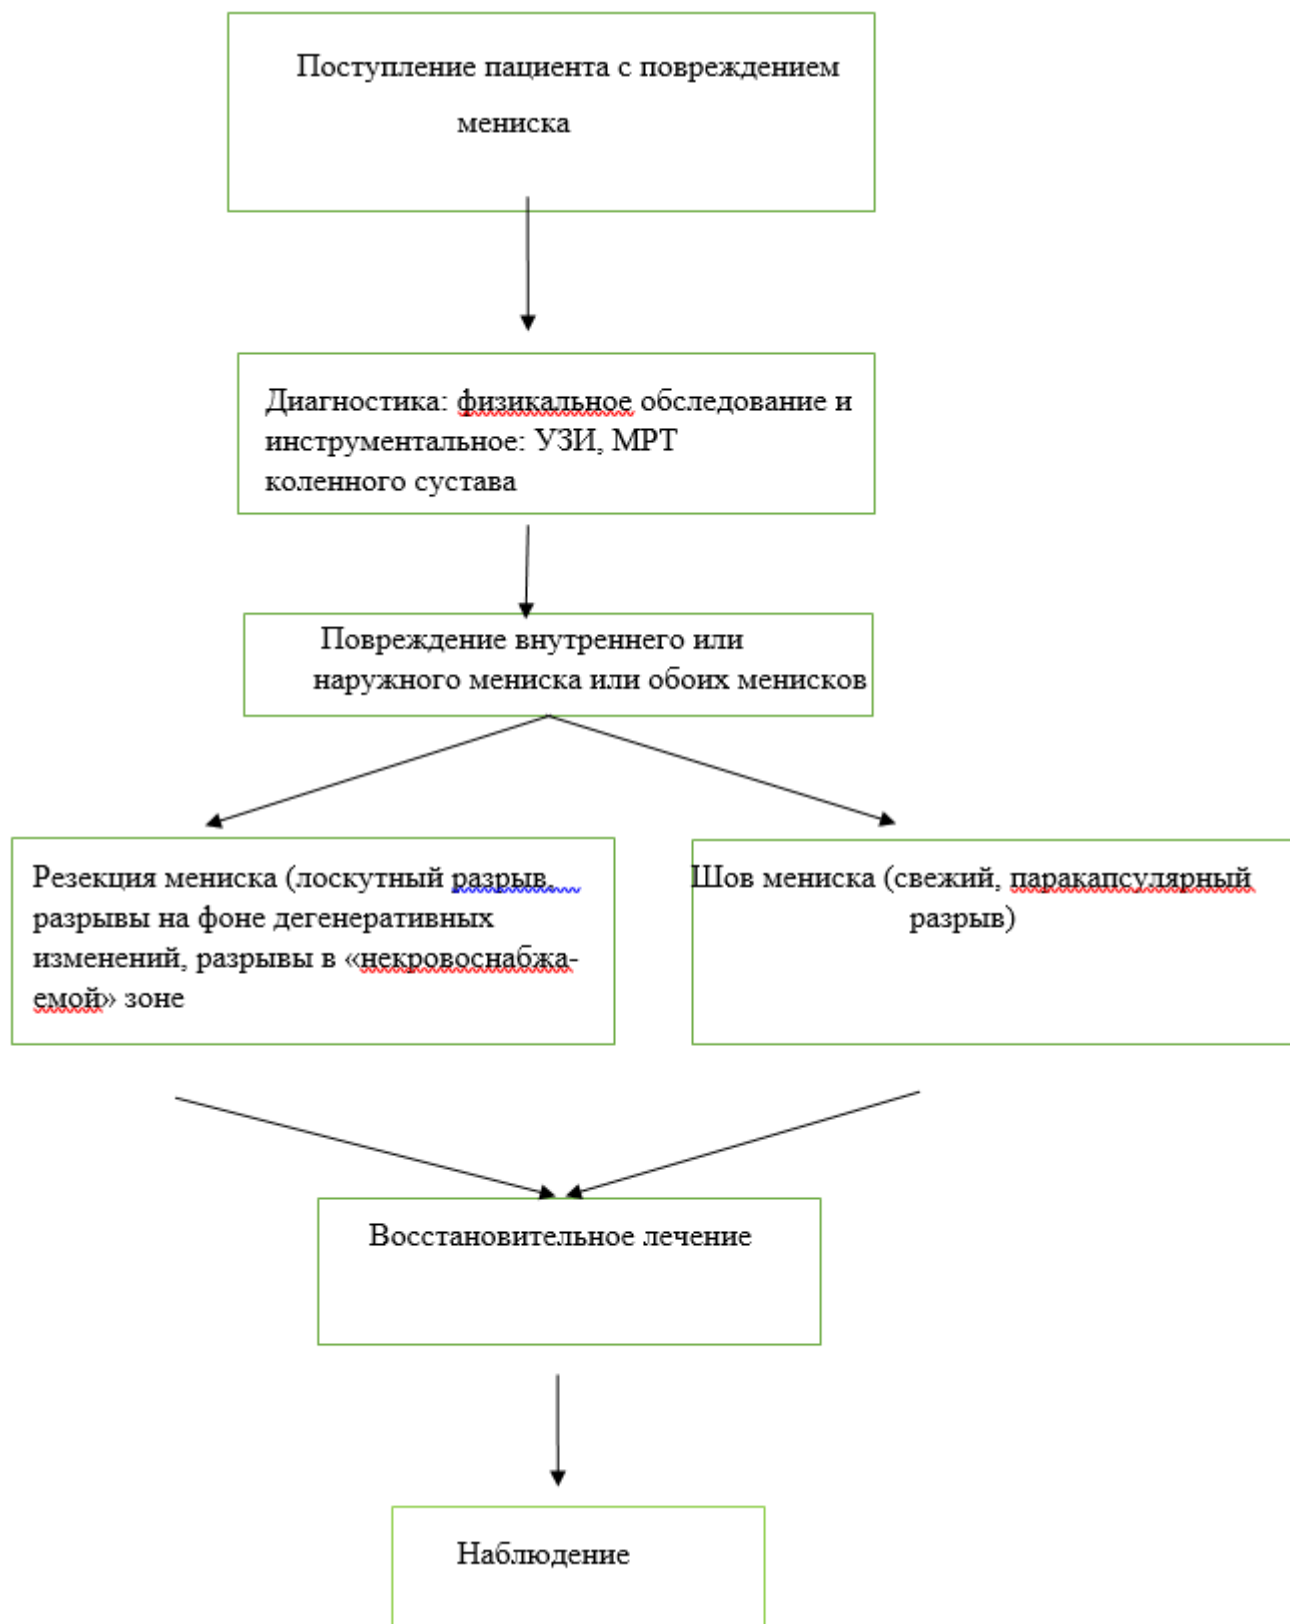 Поступление пациента с повреждением
мениска
Диагностика: физикальное обследование и
инструментальное: УЗИ, МРТ
коленного сустава
Повреждение внутреннего или
наружного мениска или обоих менисков
Резекция мениска (лоскутный разрыв,
разрывы на фоне дегенеративных
изменений, разрывы в «некровоснабжа-
емой» зоне
Шов мениска (свежий, паракапсулярный
разрыв)
Восстановительное лечение
Наблюдение